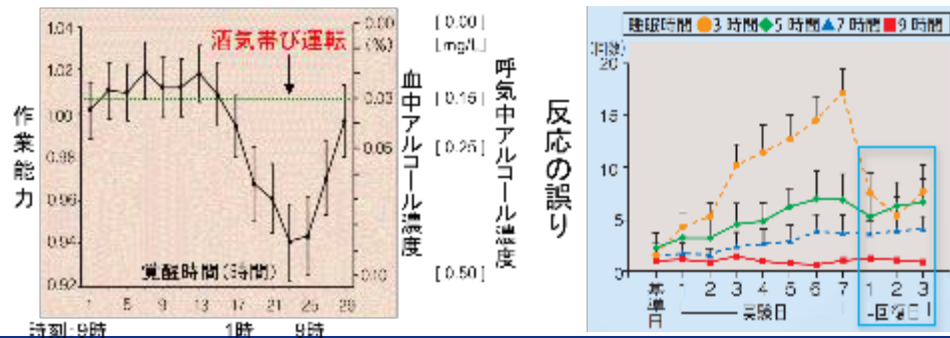 1.04
1.02
1.00
0.98
0.96
0.94
0.92
作業能力
酒気帯び運転
覚醒時間(時間)
1 5 9 13 17 21 25 29
時刻:9時 1時 9時
0.00
(%)
0.03
0.05
0.10
血中アルコール濃度
[0.00]
[mg/L]
[0.15]
[0.25]
[0.50]
呼気中アルコール濃度
睡眠時間 3時間 5時間 7時間 9時間
(回数)
20
15
10
5
0
反応の誤り
基準日 1 2 3 4 5 6 7 1 2 3
実験日 回復日